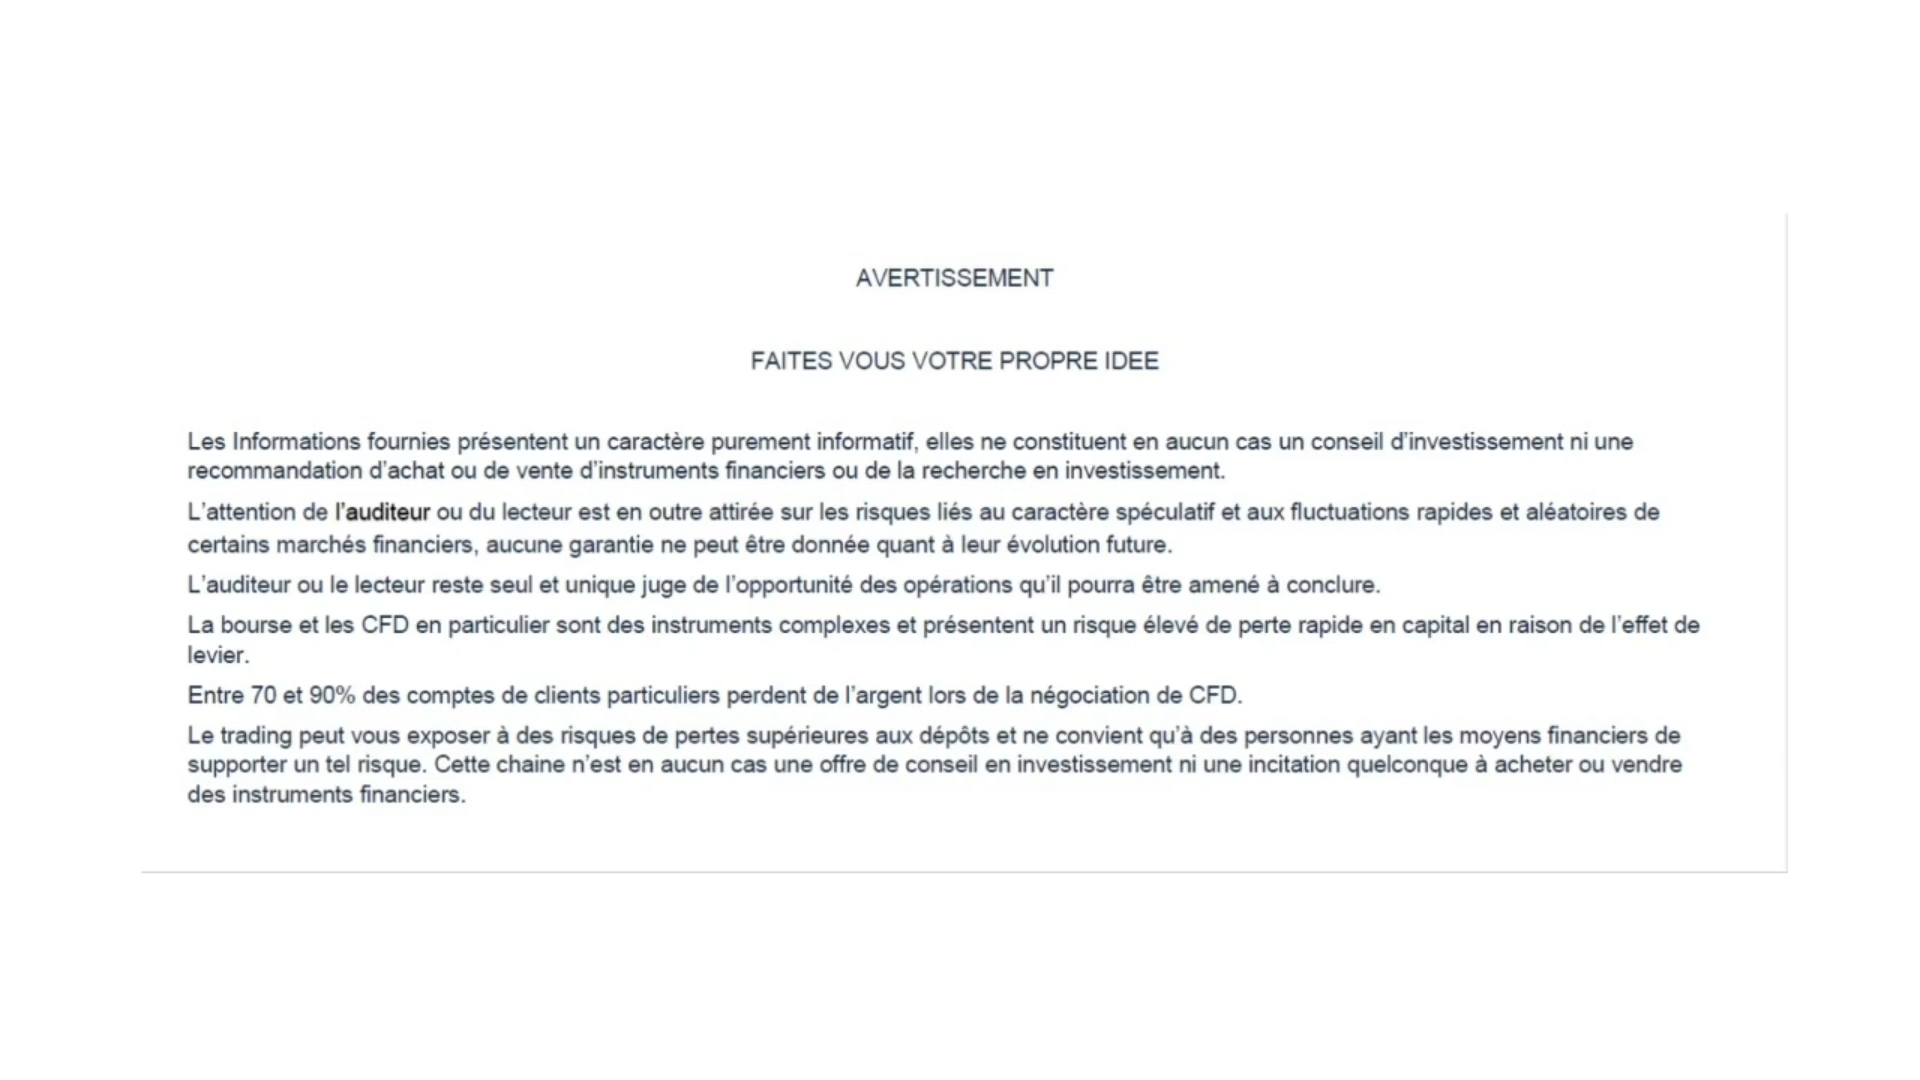 AVERTISSEMENT
FAITES VOUS VOTRE PROPRE IDEE
Les Informations fournies présentent un caractère purement informatif, elles ne constituent en aucun cas un conseil d’investissement ni une
recommandation d’achat ou de vente d’instruments financiers ou de la recherche en investissement.
L’attention de l’auditeur ou du lecteur est en outre attirée sur les risques liés au caractère spéculatif et aux fluctuations rapides et aléatoires de
certains marchés financiers, aucune garantie ne peut être donnée quant à leur évolution future.
L’auditeur ou le lecteur reste seul et unique juge de l’opportunité des opérations qu’il pourra être amené à conclure.
La bourse et les CFD en particulier sont des instruments complexes et présentent un risque élevé de perte rapide en capital en raison de l’effet de
levier.
Entre 70 et 90% des comptes de clients particuliers perdent de l’argent lors de la négociation de CFD.
Le trading peut vous exposer à des risques de pertes supérieures aux dépôts et ne convient qu’à des personnes ayant les moyens financiers de
supporter un tel risque. Cette chaine n’est en aucun cas une offre de conseil en investissement ni une incitation quelconque à acheter ou vendre
des instruments financiers.